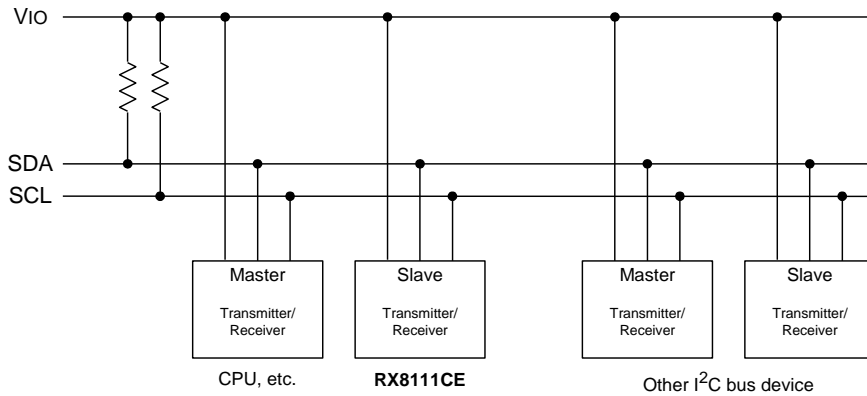 VIO
SDA
SCL
Master
Transmitter/
Receiver
Slave
Transmitter/
Receiver
Master
Transmitter/
Receiver
Slave
Transmitter/
Receiver
CPU, etc.
RX8111CE
Other I²C bus device